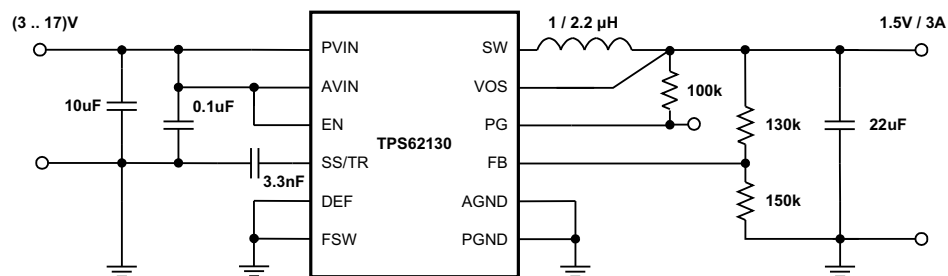 (3 .. 17)V
1 / 2.2 µH
1.5V / 3A
PVIN
SW
AVIN
VOS
100k
10uF
0.1uF
EN
TPS62130
PG
130k
22uF
SS/TR
FB
3.3nF
DEF
AGND
150k
FSW
PGND